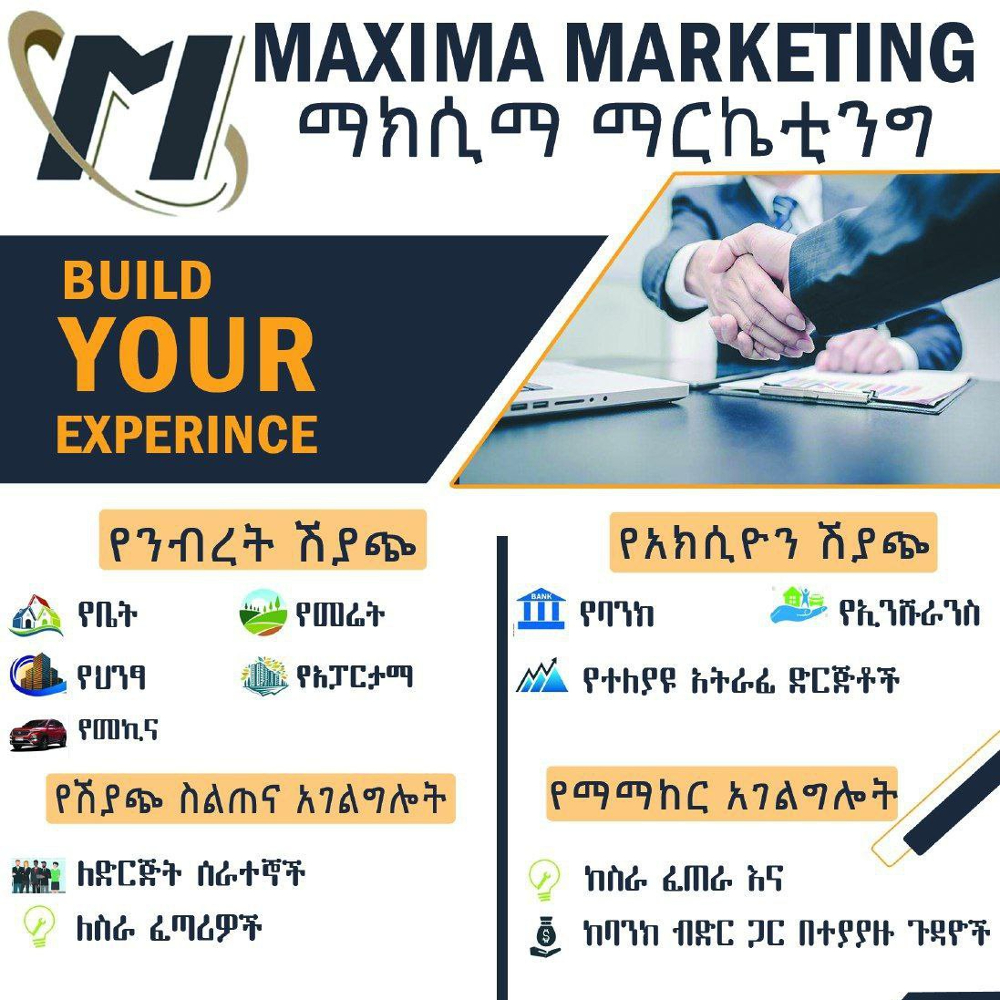 MAXIMA MARKETING
ማክሲማ ማርኬቲንግ
BUILD
YOUR
EXPERINCE
የንብረት ሽያጭ
የቤት
የመሬት
የህንፃ
የአፓርታማ
የመኪና
የሽያጭ ስልጠና አገልግሎት
ለድርጅት ሰራተኞች
ለስራ ፈጣሪዎች
የአክሲዮን ሽያጭ
BANK
የባንክ
የኢንሹራንስ
የተለያዩ አትራፊ ድርጅቶች
የማማከር አገልግሎት
ከስራ ፈጠራ እና
ከባንክ ብድር ጋር በተያያዙ ጉዳዮች